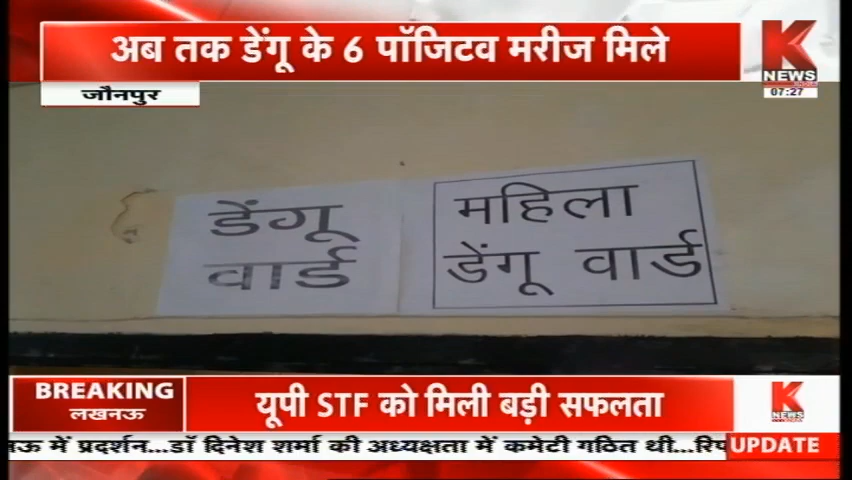 अब तक डेंगू के 6 पॉजिटव मरीज मिले
K
NEWS
INDIA
07:27
जौनपुर
डेंगू
वार्ड
महिला
डेंगू वार्ड
BREAKING
लखनऊ
यूपी STF को मिली बड़ी सफलता
K
NEWS
में प्रदर्शन...डॉ दिनेश शर्मा की अध्यक्षता में कमेटी गठित थी...
UPDATE